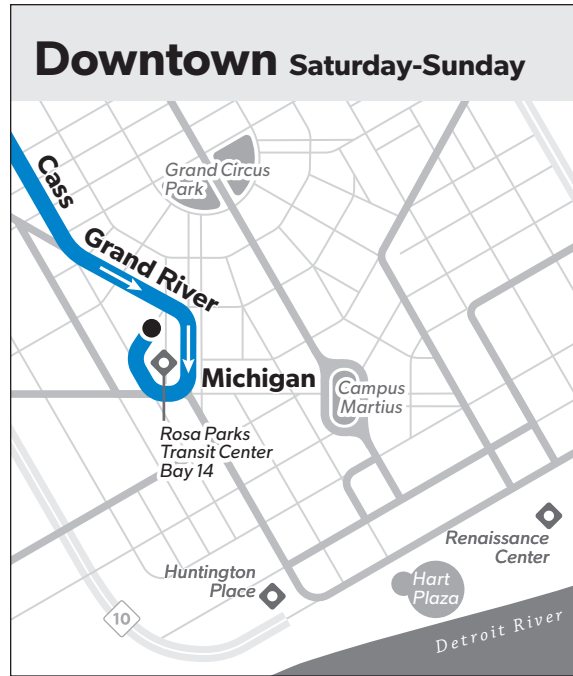 Downtown Saturday-Sunday
Cass
Grand Circus
Park
Grand River
Michigan
Campus
Martius
Rosa Parks
Transit Center
Bay 14
Renaissance
Center
Huntington
Place
Hart
Plaza
10
Detroit River